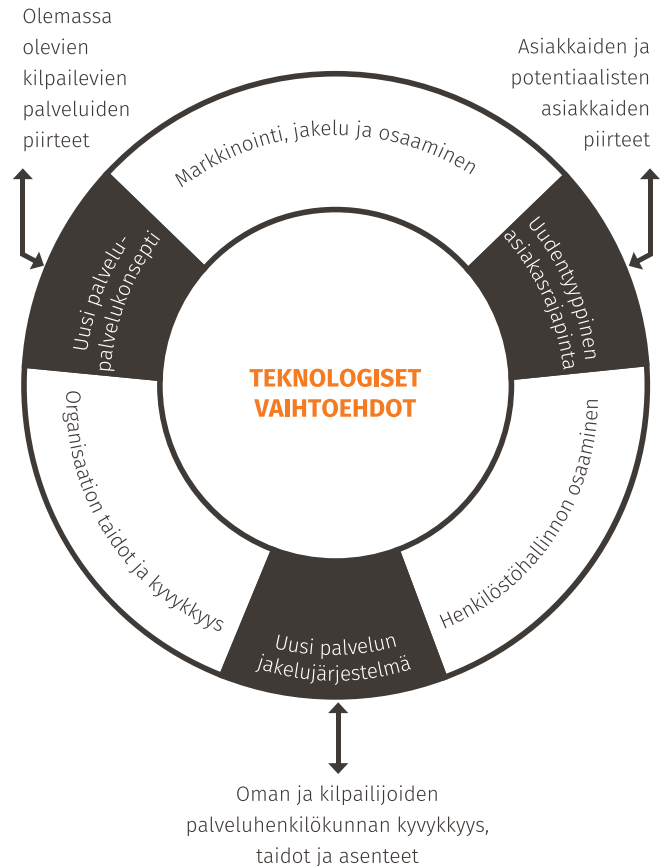 Olemassa
olevien
kilpailevien
palveluiden
piirteet
Asiakkaiden ja
potentiaalisten
asiakkaiden
piirteet
Markkinointi, jakelu ja osaaminen
Uusi palvelu-
palvelukonsepti
Uudentyyppinen
asiakasrajapinta
TEKNOLOGISET
VAIHTOEHDOT
Organisaation taidot ja kyvykkyys
Henkilöstöhallinnon osaaminen
Uusi palvelun
jakelujärjestelmä
Oman ja kilpailijoiden
palveluhenkilökunnan kyvykkyys,
taidot ja asenteet